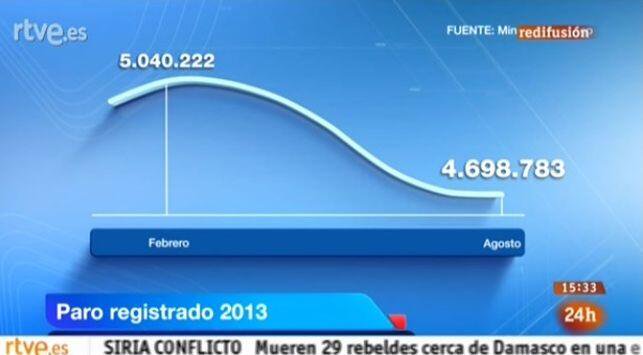 rtve.es
FUENTE: Min redifusión
5.040.222
4.698.783
Febrero
Agosto
Paro registrado 2013
15:33
24h
rtve.es SIRIA CONFLICTO Mueren 29 rebeldes cerca de Damasco en una e